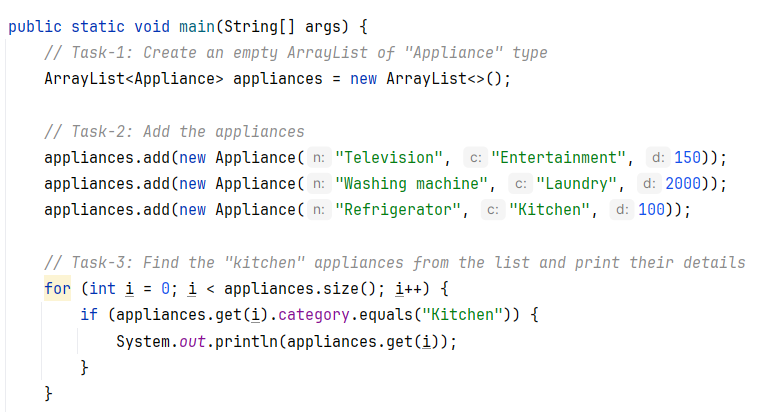 public static void main(String[] args) {
    // Task-1: Create an empty ArrayList of "Appliance" type
    ArrayList<Appliance> appliances = new ArrayList<>();

    // Task-2: Add the appliances
    appliances.add(new Appliance( n: "Television", c: "Entertainment", d: 150));
    appliances.add(new Appliance( n: "Washing machine", c: "Laundry", d: 2000));
    appliances.add(new Appliance( n: "Refrigerator", c: "Kitchen", d: 100));

    // Task-3: Find the "kitchen" appliances from the list and print their details
    for (int i = 0; i < appliances.size(); i++) {
        if (appliances.get(i).category.equals("Kitchen")) {
            System.out.println(appliances.get(i));
        }
    }